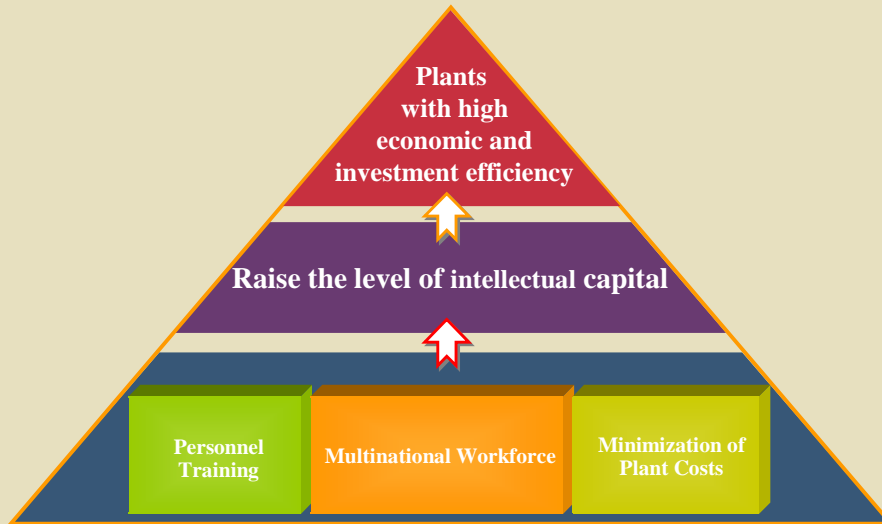 Plants
with high
economic and
investment efficiency
Raise the level of intellectual capital
Personnel
Training
Multinational Workforce
Minimization of
Plant Costs